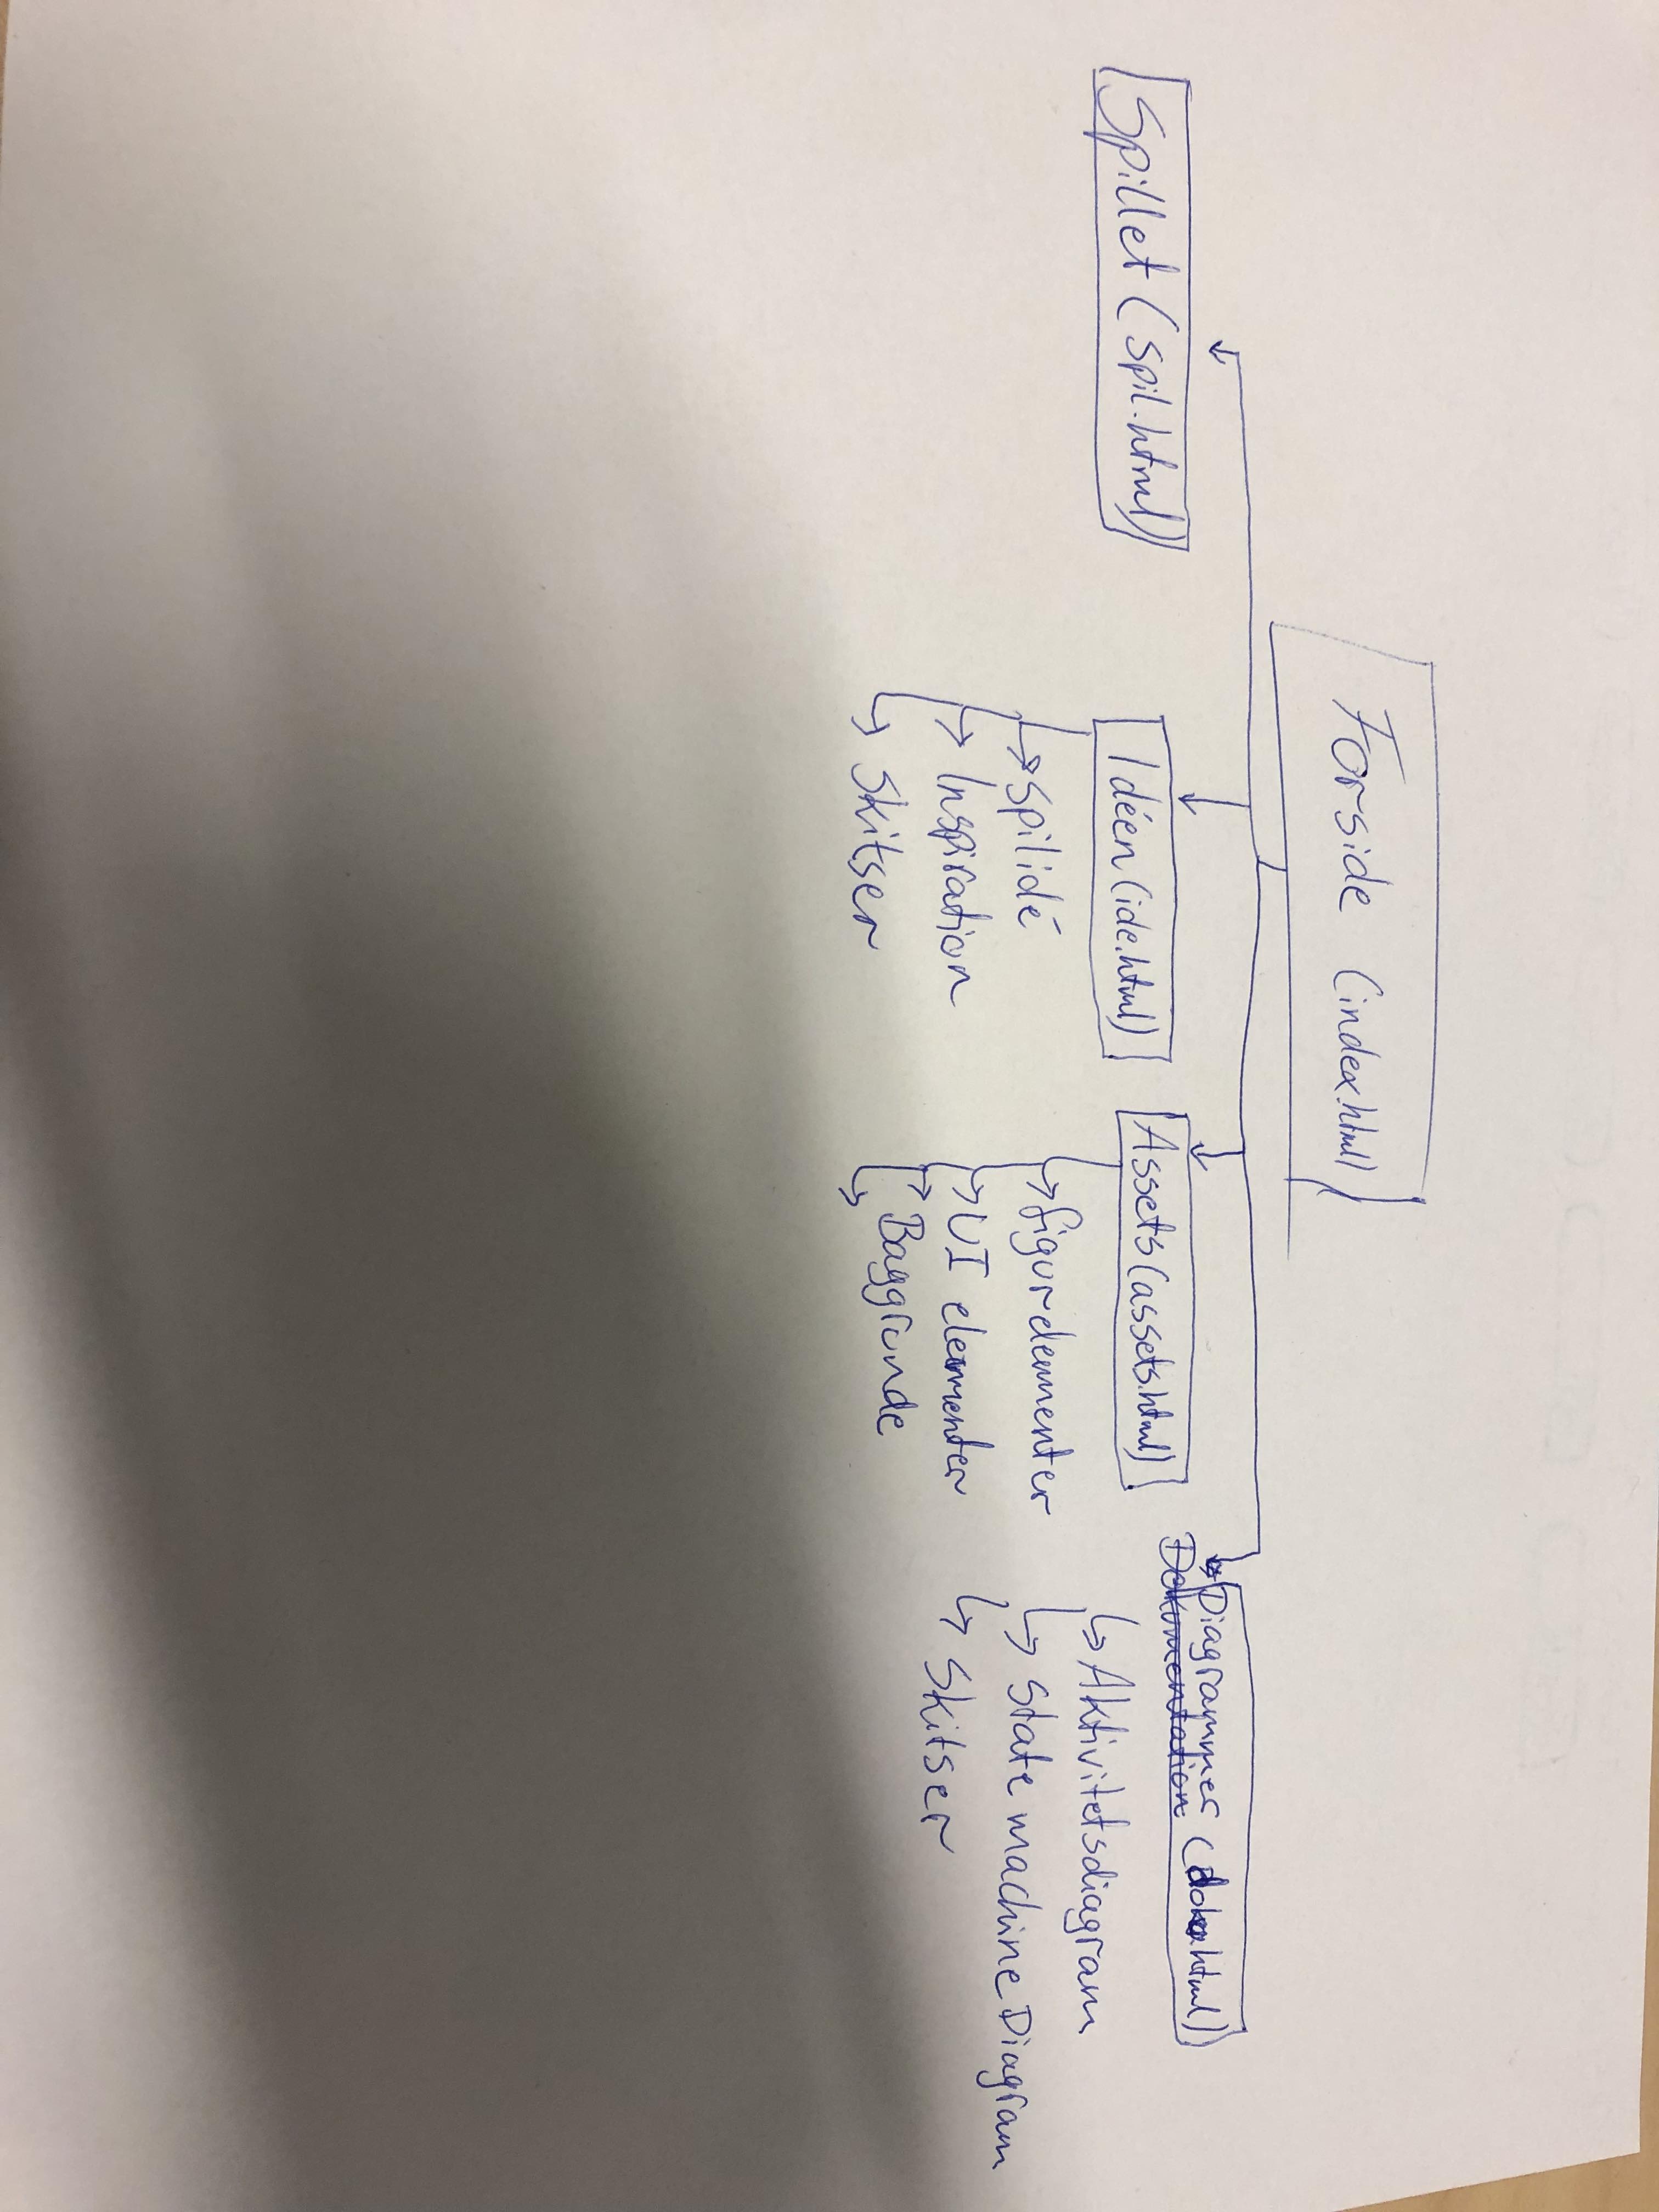 Forside (index.html)
Spillet (spil.html)
Idéen (ide.html)
Spilidé
Inspiration
Skitser
Assets (assets.html)
figurelementer
UI elementer
Baggrunde
Diagrammer (doku.html)
Dokumentation
Aktivitetsdiagram
State machine Diagram
Skitser